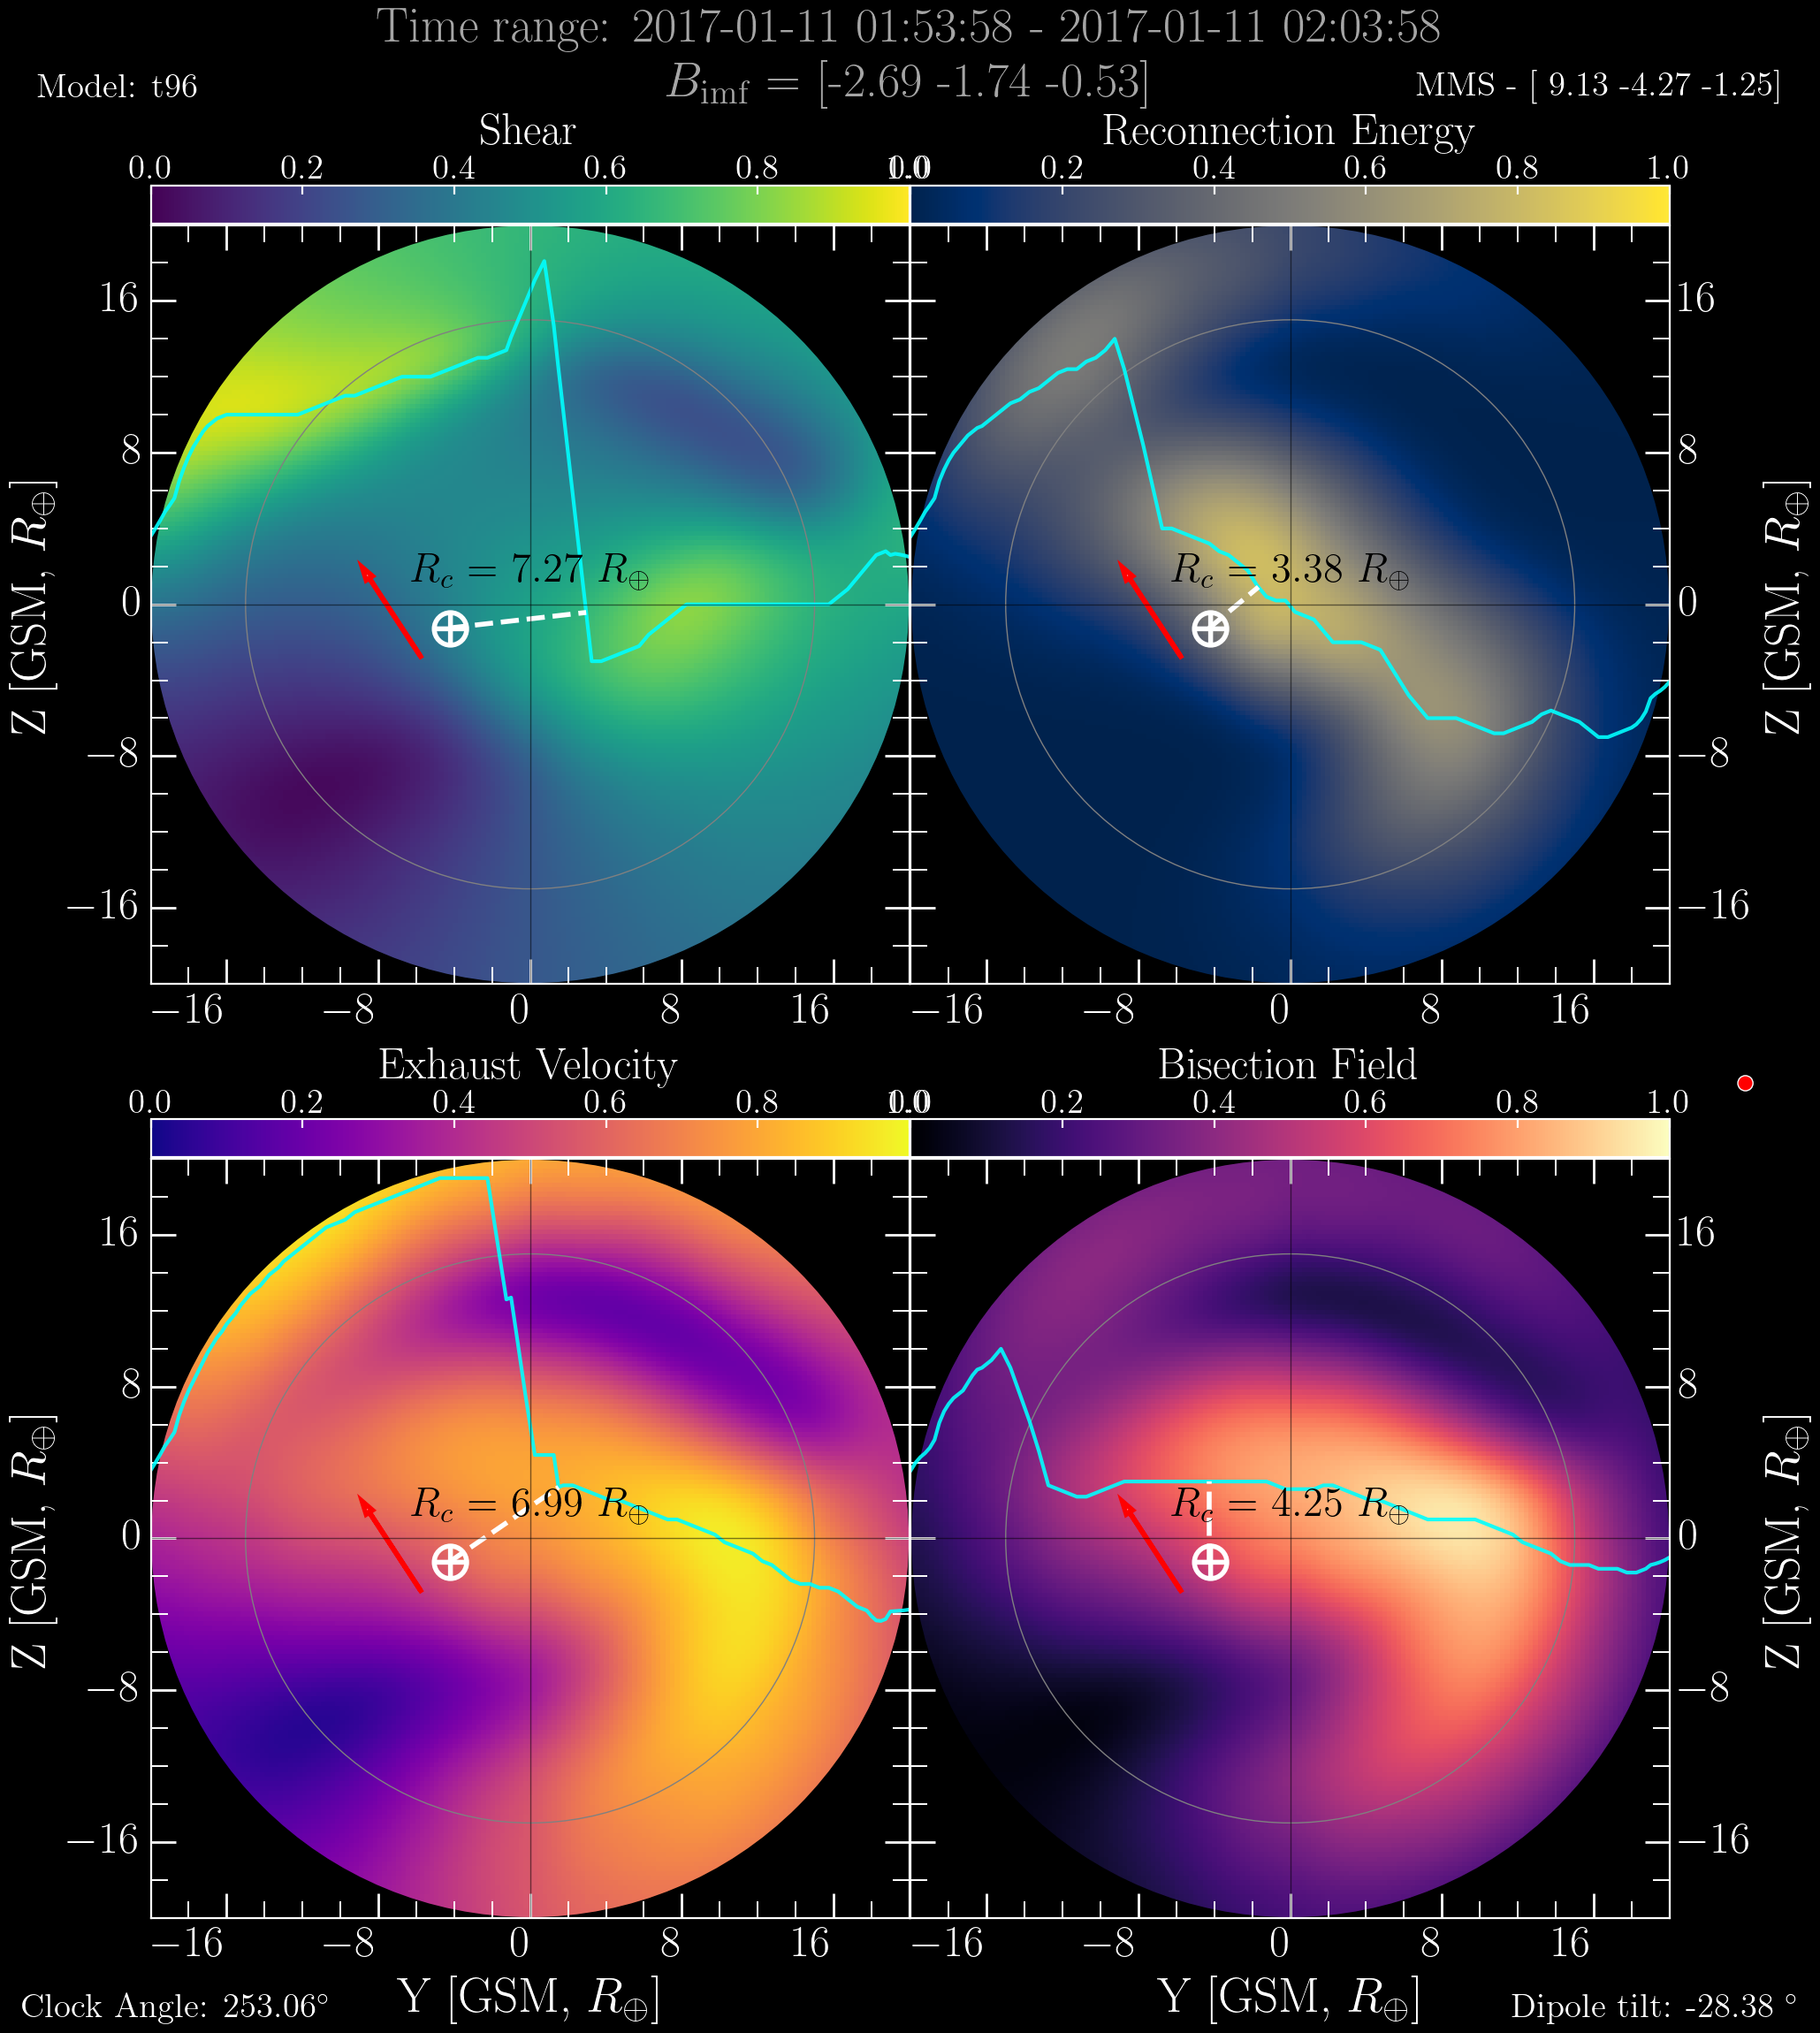 Time range: 2017-01-11 01:53:58 - 2017-01-11 02:03:58
Model: t96
B_imf = [-2.69 -1.74 -0.53]
MMS - [ 9.13 -4.27 -1.25]
Shear
Reconnection Energy
0.0 0.2 0.4 0.6 0.8 1.0
0.0 0.2 0.4 0.6 0.8 1.0
16
8
0
−8
−16
Z [GSM, R⊕]
R_c = 7.27 R⊕
R_c = 3.38 R⊕
16
8
0
−8
−16
Z [GSM, R⊕]
−16 −8 0 8 16
−16 −8 0 8 16
Exhaust Velocity
Bisection Field
0.0 0.2 0.4 0.6 0.8 1.0
0.0 0.2 0.4 0.6 0.8 1.0
16
8
0
−8
−16
Z [GSM, R⊕]
R_c = 6.99 R⊕
R_c = 4.25 R⊕
16
8
0
−8
−16
Z [GSM, R⊕]
−16 −8 0 8 16
−16 −8 0 8 16
Y [GSM, R⊕]
Y [GSM, R⊕]
Clock Angle: 253.06°
Dipole tilt: -28.38 °